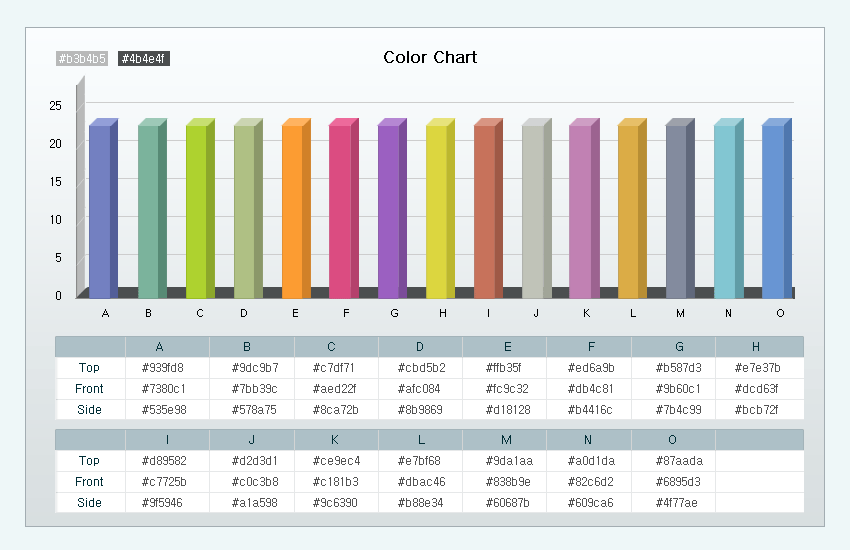 #b3b4b5 #4b4e4f Color Chart
25
20
15
10
5
0
A B C D E F G H I J K L M N O
A B C D E F G H
Top #939fd8 #9dc9b7 #c7df71 #cbd5b2 #ffb35f #ed6a9b #b587d3 #e7e37b
Front #7380c1 #7bb39c #aed22f #afc084 #fc9c32 #db4c81 #9b60c1 #dcd63f
Side #535e98 #578a75 #8ca72b #8b9869 #d18128 #b4416c #7b4c99 #bcb72f
I J K L M N O
Top #d89582 #d2d3d1 #ce9ec4 #e7bf68 #9da1aa #a0d1da #87aada
Front #c7725b #c0c3b8 #c181b3 #dbac46 #838b9e #82c6d2 #6895d3
Side #9f5946 #a1a598 #9c6390 #b88e34 #60687b #609ca6 #4f77ae